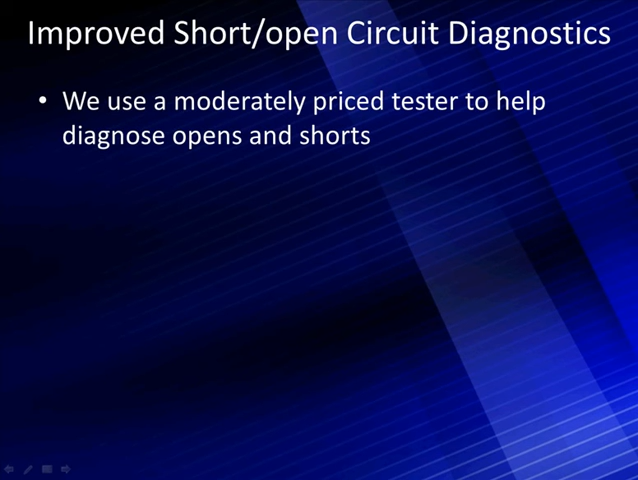 Improved Short/open Circuit Diagnostics
• We use a moderately priced tester to help
diagnose opens and shorts